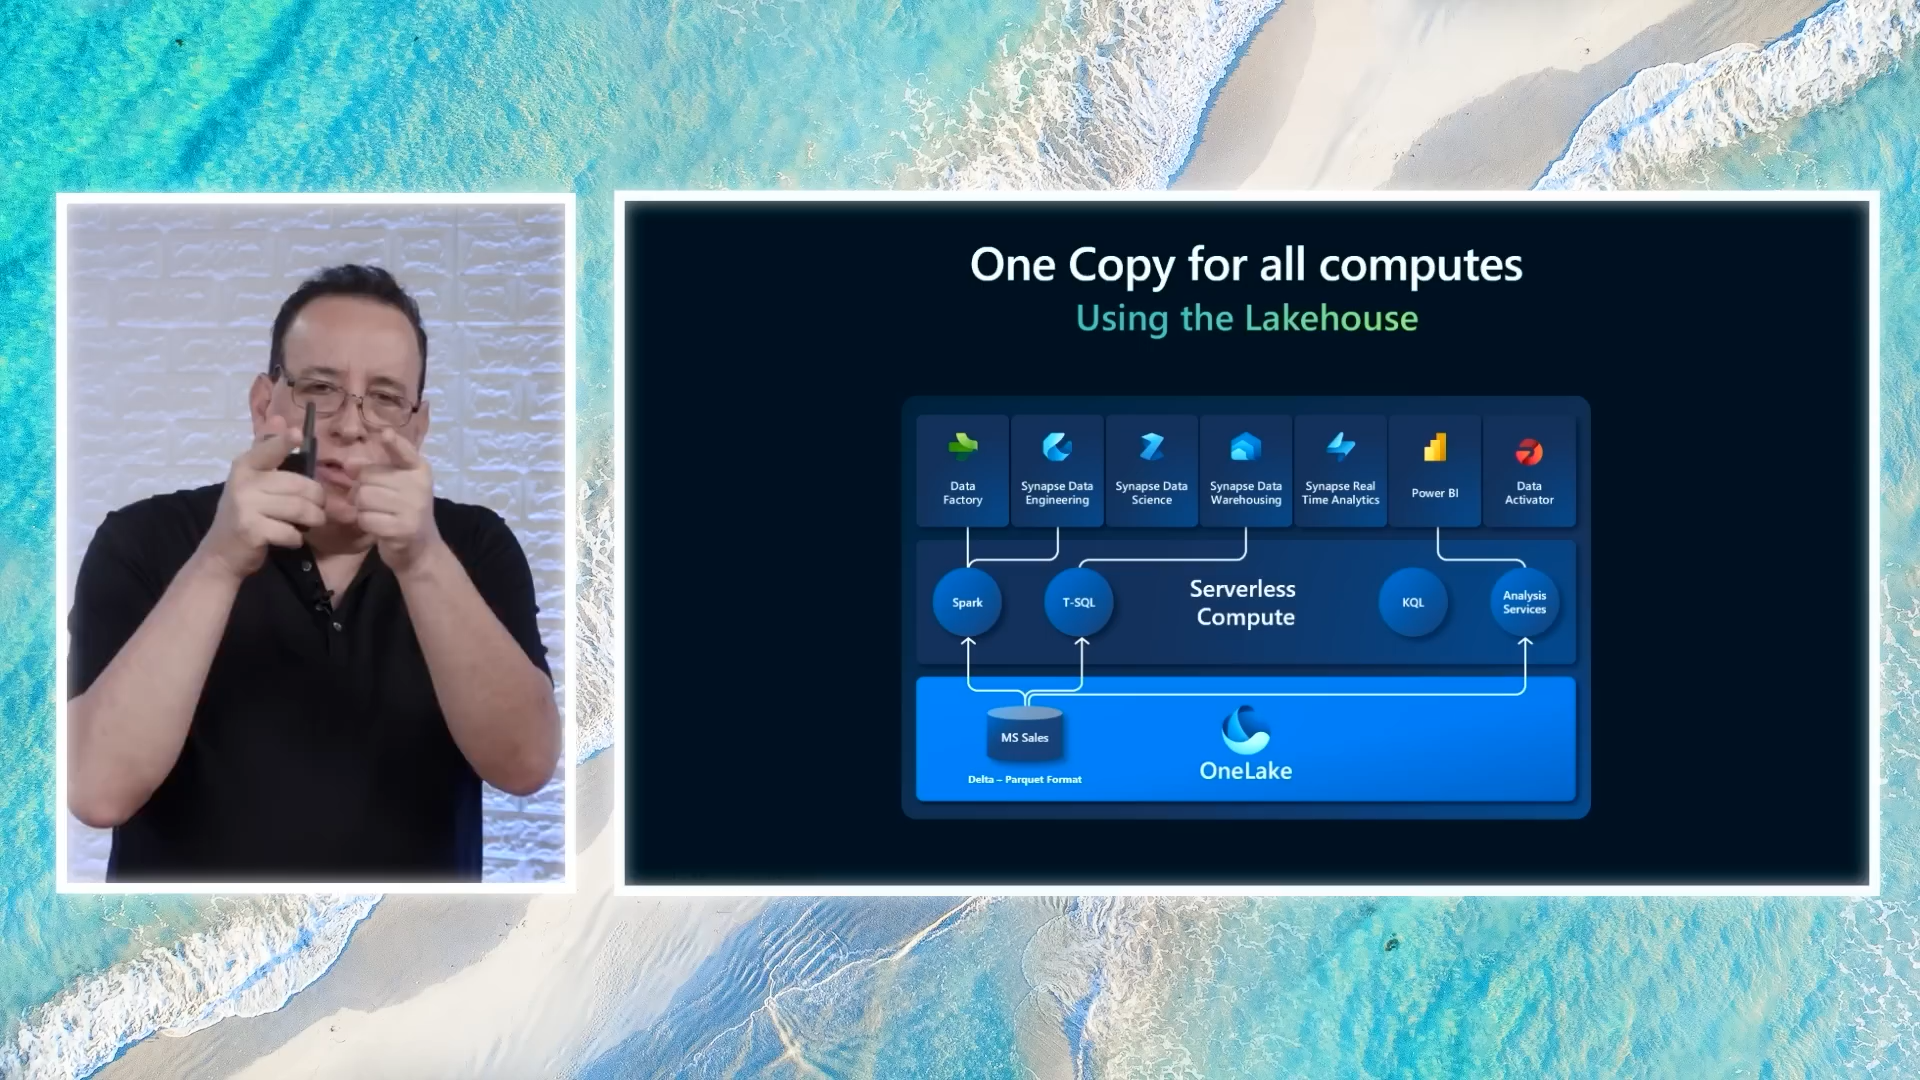 One Copy for all computes
Using the Lakehouse
Data
Factory
Synapse Data
Engineering
Synapse Data
Science
Synapse Data
Warehousing
Synapse Real
Time Analytics
Power BI
Data
Activator
Spark
T-SQL
Serverless
Compute
KQL
Analysis
Services
MS Sales
Delta – Parquet Format
OneLake